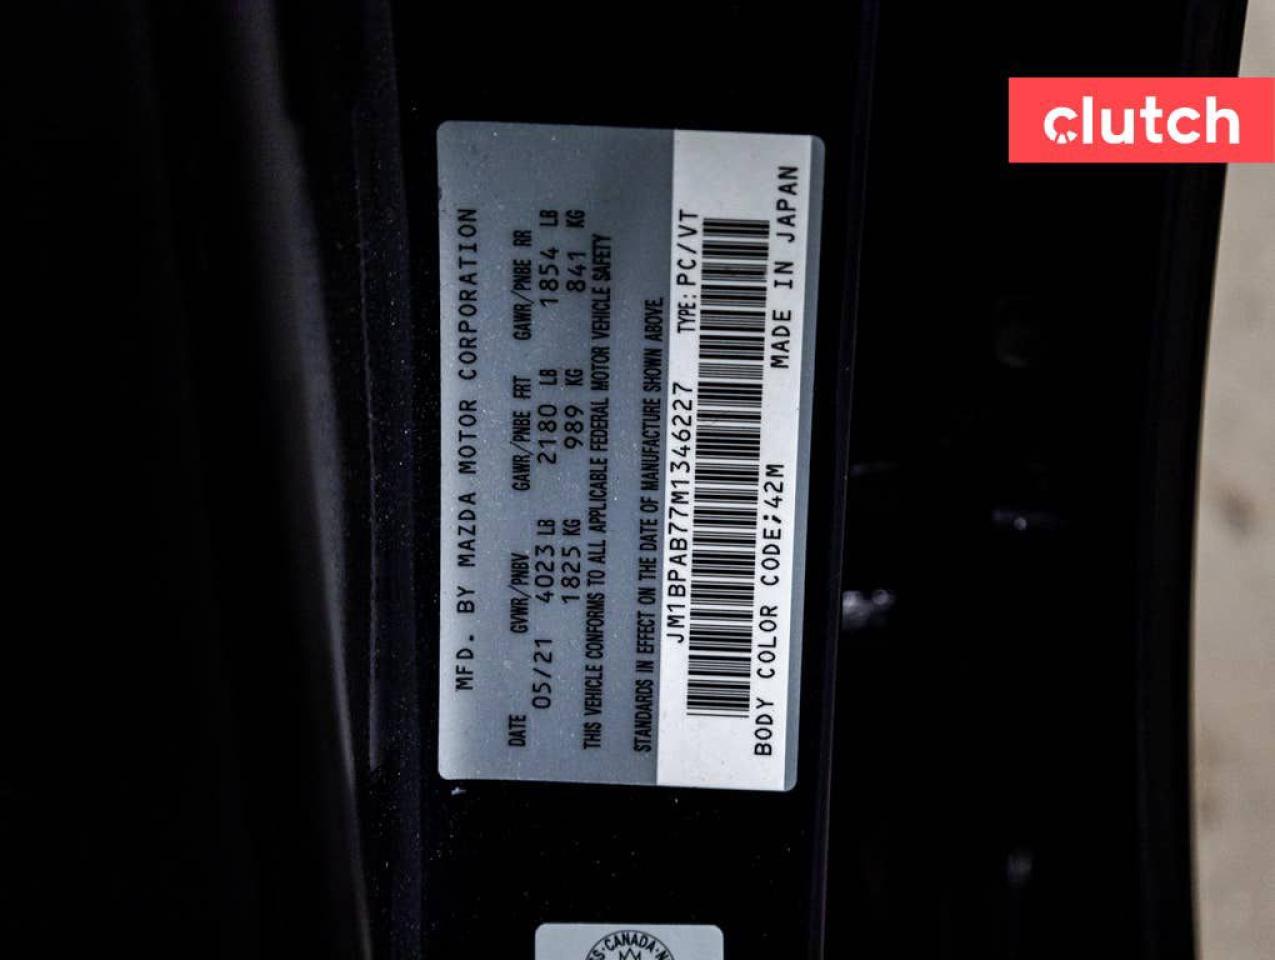 clutch
MFD. BY MAZDA MOTOR CORPORATION
DATE GVWR/PNBV GAWR/PNBE FRT GAWR/PNBE RR
05/21 4023 LB 2180 LB 1854 LB
1825 KG 989 KG 841 KG
THIS VEHICLE CONFORMS TO ALL APPLICABLE FEDERAL MOTOR VEHICLE SAFETY
STANDARDS IN EFFECT ON THE DATE OF MANUFACTURE SHOWN ABOVE.
JM1BPAB77M1346227 TYPE: PC/VT
BODY COLOR CODE;42M MADE IN JAPAN
CANADA